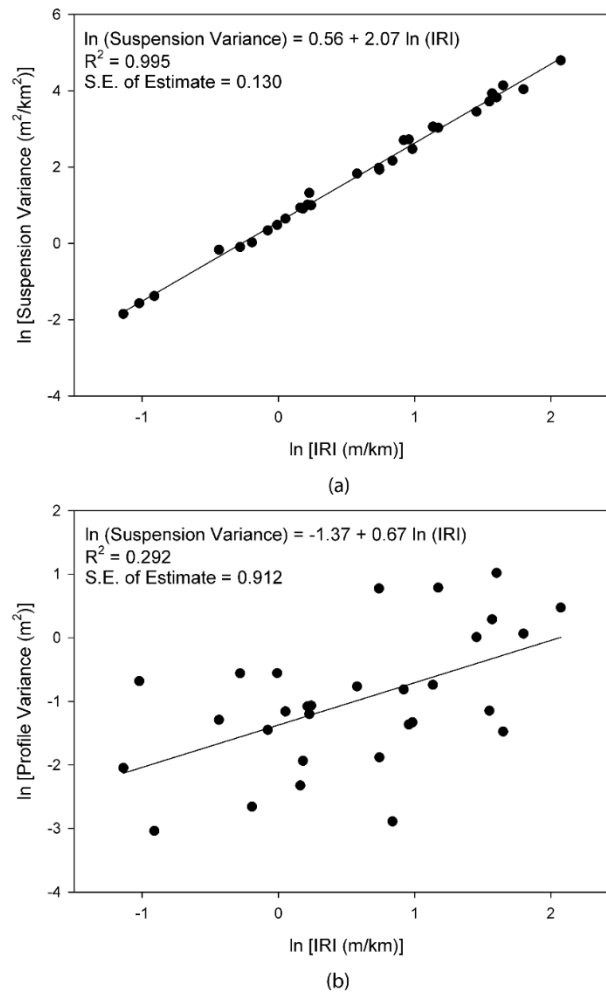 ln (Suspension Variance) = 0.56 + 2.07 ln (IRI)
R² = 0.995
S.E. of Estimate = 0.130
ln [Suspension Variance (m²/km²)]
6
4
2
0
-2
-4
-1
0
1
2
ln [IRI (m/km)]
(a)
ln (Suspension Variance) = -1.37 + 0.67 ln (IRI)
R² = 0.292
S.E. of Estimate = 0.912
ln [Profile Variance (m²)]
2
1
0
-1
-2
-3
-4
-1
0
1
2
ln [IRI (m/km)]
(b)